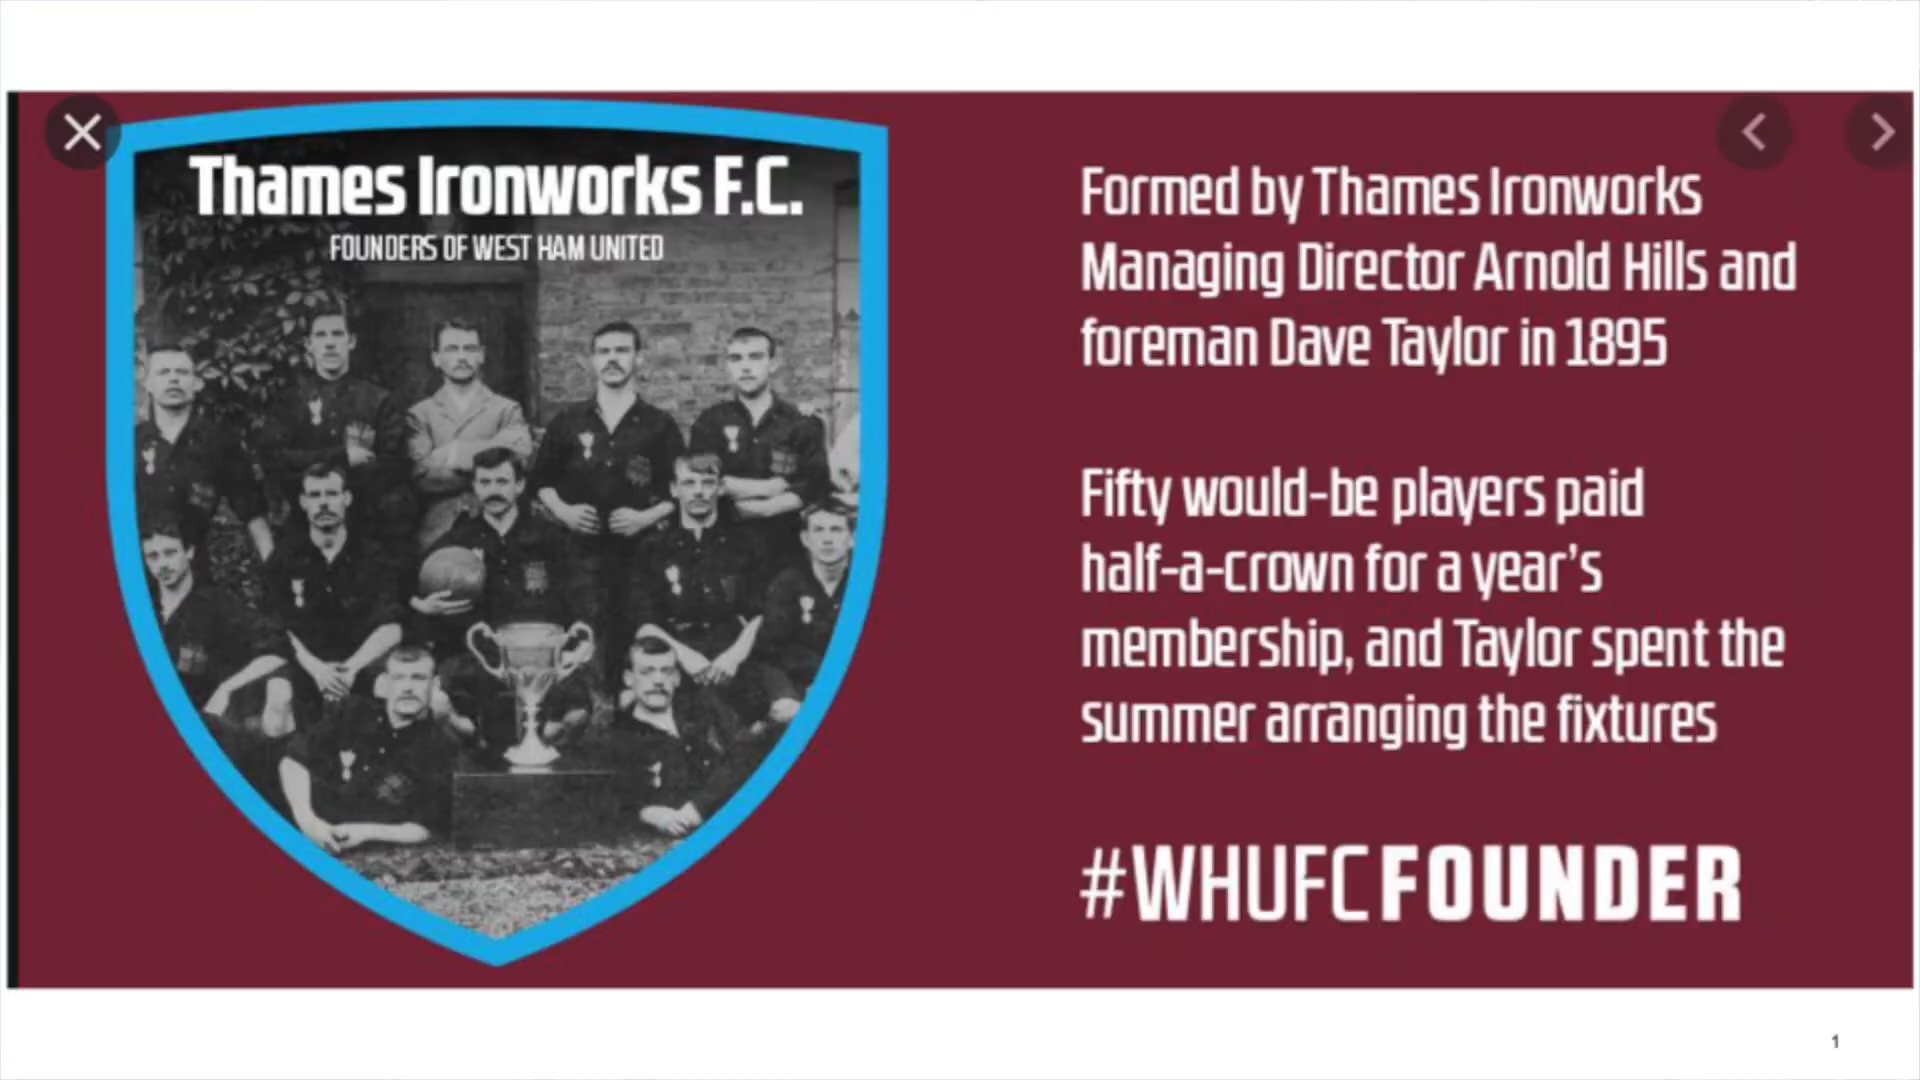 Thames Ironworks F.C.
FOUNDERS OF WEST HAM UNITED
Formed by Thames Ironworks
Managing Director Arnold Hills and
foreman Dave Taylor in 1895
Fifty would-be players paid
half-a-crown for a year's
membership, and Taylor spent the
summer arranging the fixtures
#WHUFCFOUNDER
1